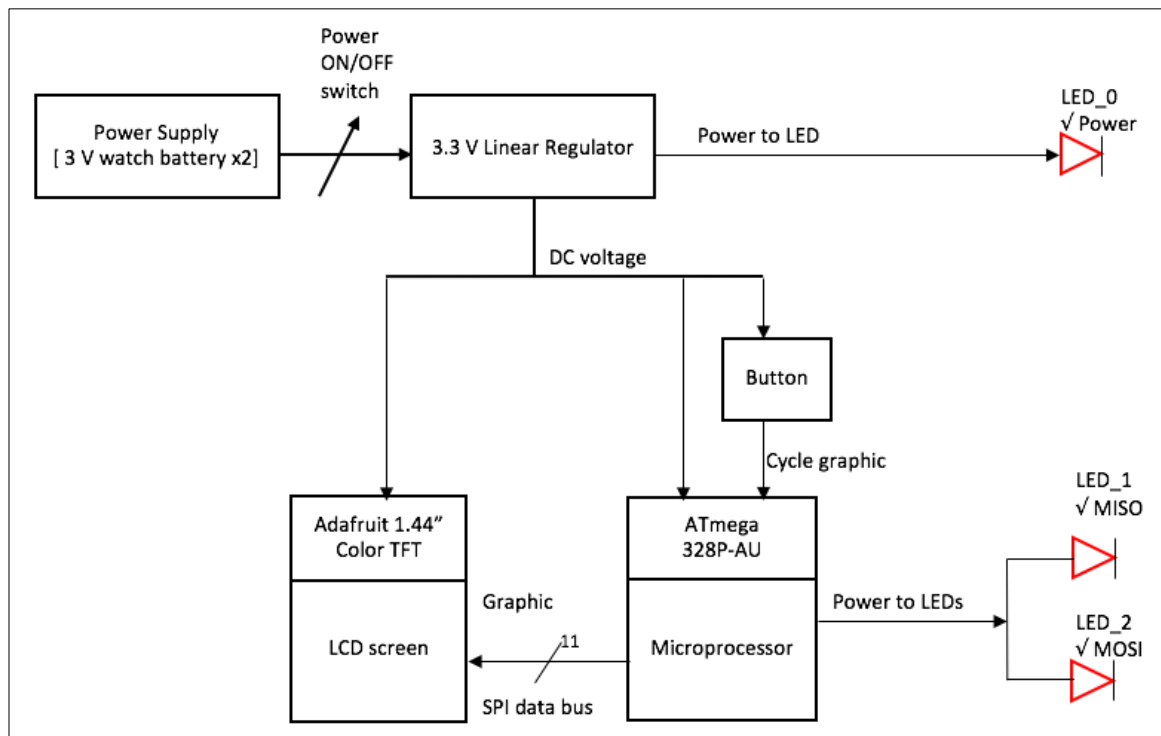 Power
ON/OFF
switch
Power Supply
[ 3 V watch battery x2]
3.3 V Linear Regulator
Power to LED
LED_0
√ Power
DC voltage
Button
Cycle graphic
Adafruit 1.44”
Color TFT
LCD screen
Graphic
11
SPI data bus
ATmega
328P-AU
Microprocessor
Power to LEDs
LED_1
√ MISO
LED_2
√ MOSI